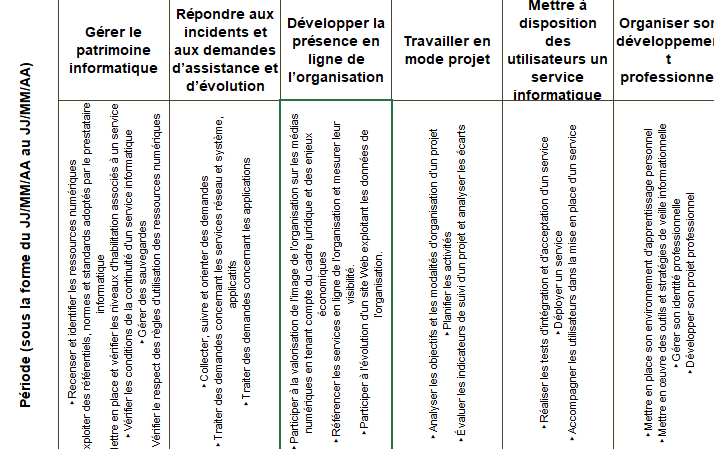 Période (sous la forme du JJ/MM/AA au JJ/MM/AA)
Gérer le
patrimoine
informatique
Répondre aux
incidents et
aux demandes
d'assistance et
d'évolution
Développer la
présence en
ligne de
l'organisation
Travailler en
mode projet
Mettre à
disposition
des
utilisateurs un
service
informatique
Organiser son
développemen
t
professionne
‣ Recenser et identifier les ressources numériques
xploiter des référentiels, normes et standards adoptés par le prestataire
informatique
lettre en place et vérifier les niveaux d'habilitation associés à un service
‣ Vérifier les conditions de la continuité d'un service informatique
‣ Gérer des sauvegardes
Vérifier le respect des règles d'utilisation des ressources numériques
‣ Collecter, suivre et orienter des demandes
‣ Traiter des demandes concernant les services réseau et système,
applicatifs
‣ Traiter des demandes concernant les applications
‣ Participer à la valorisation de l'image de l'organisation sur les médias
numériques en tenant compte du cadre juridique et des enjeux
économiques
‣ Référencer les services en ligne de l'organisation et mesurer leur
visibilité.
‣ Participer à l'évolution d'un site Web exploitant les données de
l'organisation.
‣ Analyser les objectifs et les modalités d'organisation d'un projet
‣ Planifier les activités
‣ Évaluer les indicateurs de suivi d'un projet et analyser les écarts
‣ Réaliser les tests d'intégration et d'acceptation d'un service
‣ Déployer un service
‣ Accompagner les utilisateurs dans la mise en place d'un service
‣ Mettre en place son environnement d'apprentissage personnel
‣ Mettre en œuvre des outils et stratégies de veille informationnelle
‣ Gérer son identité professionnelle
‣ Développer son projet professionnel